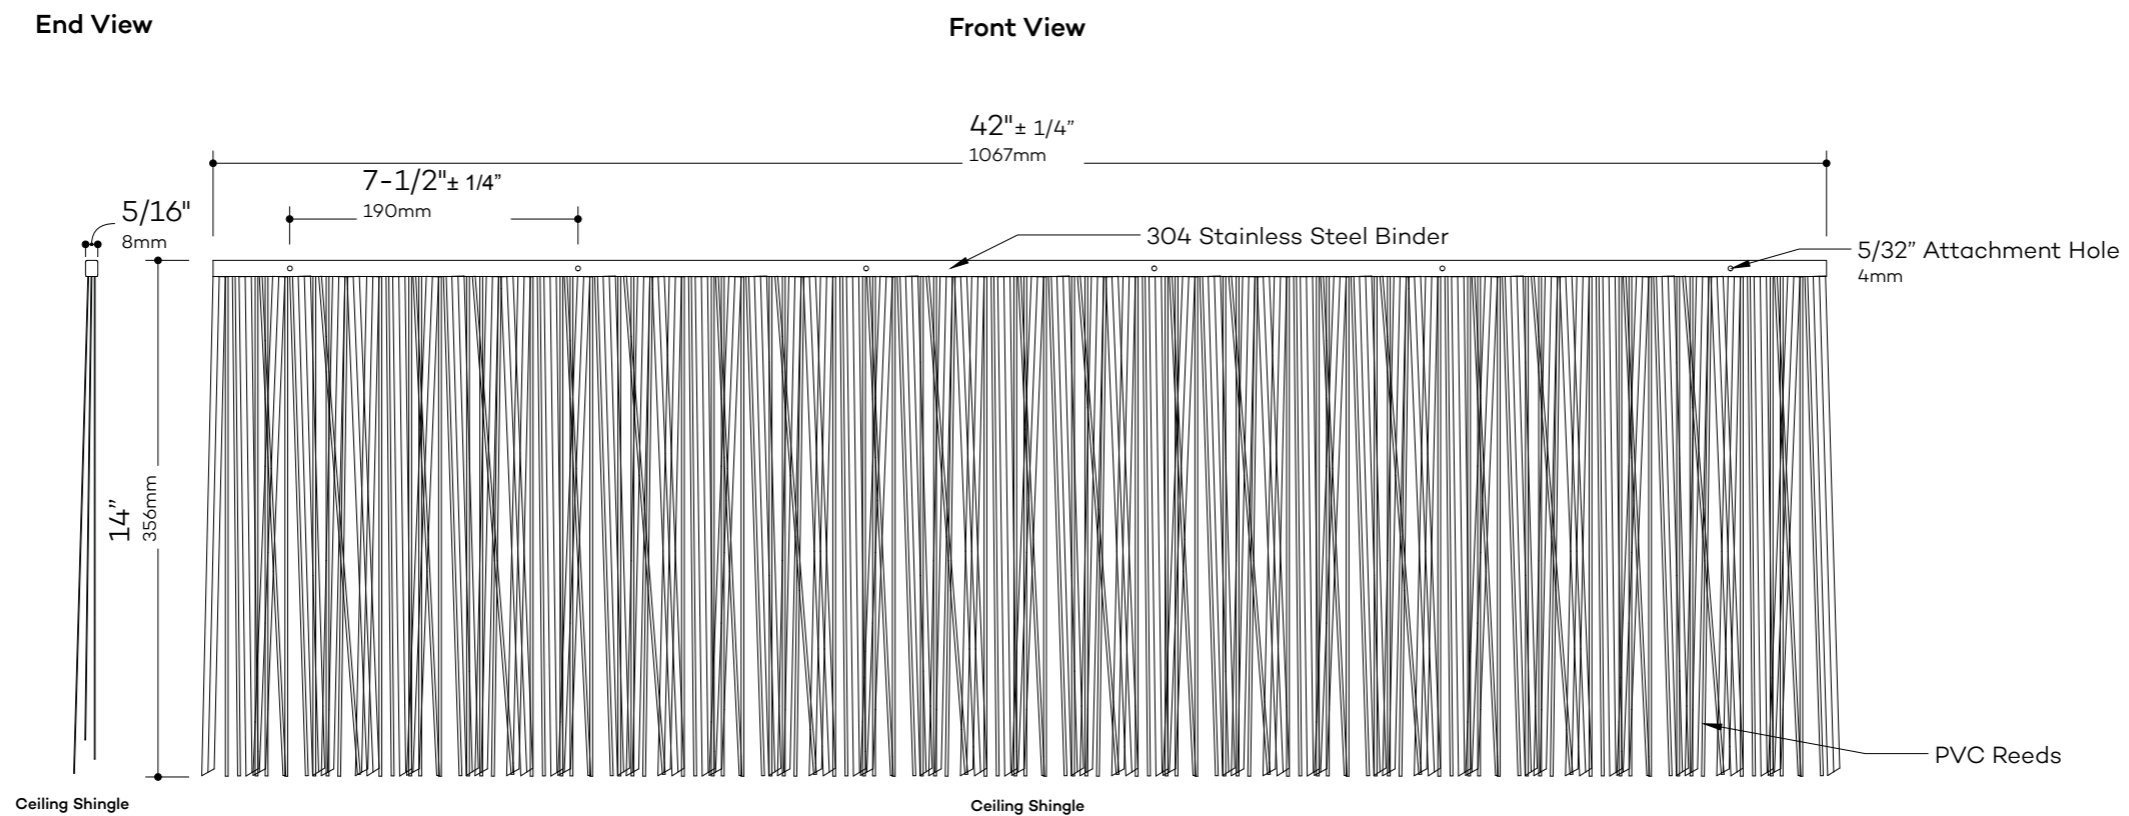 End View
Front View
42"± 1/4”
1067mm
7-1/2"± 1/4”
190mm
5/16"
8mm
304 Stainless Steel Binder
5/32” Attachment Hole
4mm
14”
356mm
PVC Reeds
Ceiling Shingle
Ceiling Shingle